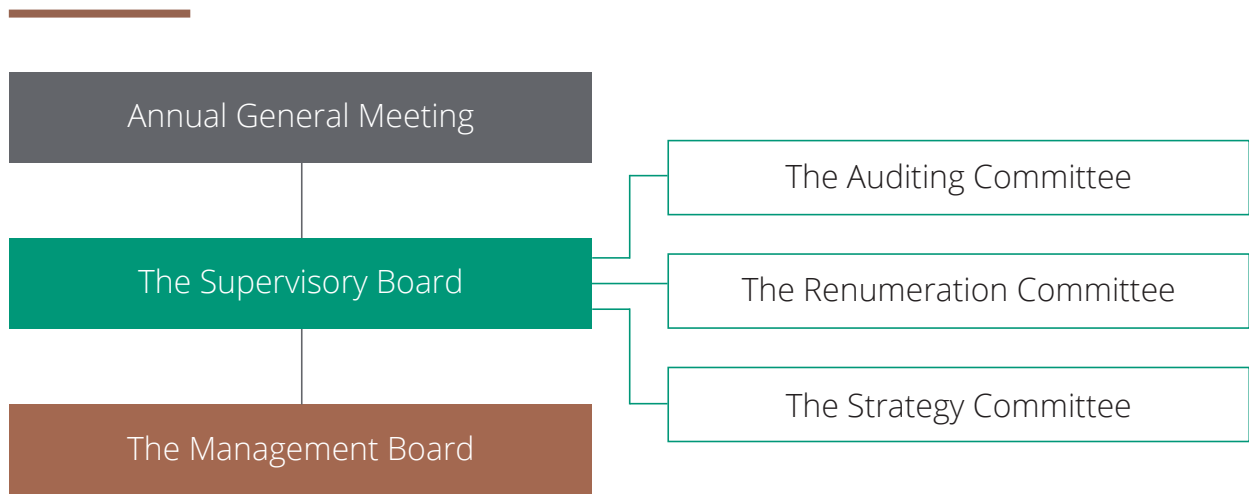 Annual General Meeting
The Supervisory Board
The Management Board
The Auditing Committee
The Renumeration Committee
The Strategy Committee